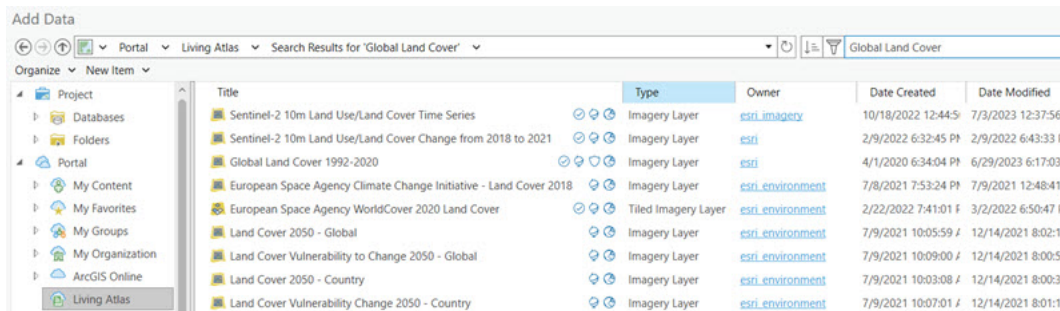 Add Data
Portal Living Atlas Search Results for 'Global Land Cover' Global Land Cover
Organize New Item
Project
Databases
Folders
Portal
My Content
My Favorites
My Groups
My Organization
ArcGIS Online
Living Atlas
Title Type Owner Date Created Date Modified
Sentinel-2 10m Land Use/Land Cover Time Series Imagery Layer esri_imagery 10/18/2022 12:44:5 7/3/2023 12:37:56
Sentinel-2 10m Land Use/Land Cover Change from 2018 to 2021 Imagery Layer esri 2/9/2022 6:32:45 PM 2/9/2022 6:43:33
Global Land Cover 1992-2020 Imagery Layer esri 4/1/2020 6:34:04 PM 6/29/2023 6:17:03
European Space Agency Climate Change Initiative - Land Cover 2018 Imagery Layer esri_environment 7/8/2021 7:53:24 PM 7/9/2021 12:48:41
European Space Agency WorldCover 2020 Land Cover Tiled Imagery Layer esri_environment 2/22/2022 7:41:01 3/2/2022 6:50:47
Land Cover 2050 - Global Imagery Layer esri_environment 7/9/2021 10:05:59 12/14/2021 8:02:1
Land Cover Vulnerability to Change 2050 - Global Imagery Layer esri_environment 7/9/2021 10:09:00 12/14/2021 8:00:5
Land Cover 2050 - Country Imagery Layer esri_environment 7/9/2021 10:03:08 12/14/2021 8:00:3
Land Cover Vulnerability Change 2050 - Country Imagery Layer esri_environment 7/9/2021 10:07:01 12/14/2021 8:01:1